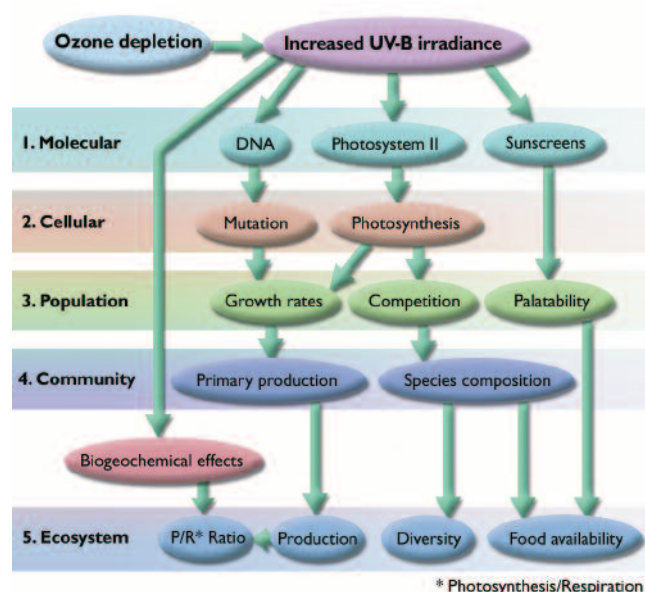 Ozone depletion
Increased UV-B irradiance
1. Molecular
DNA
Photosystem II
Sunscreens
2. Cellular
Mutation
Photosynthesis
3. Population
Growth rates
Competition
Palatability
4. Community
Primary production
Species composition
Biogeochemical effects
5. Ecosystem
P/R* Ratio
Production
Diversity
Food availability
* Photosynthesis/Respiration